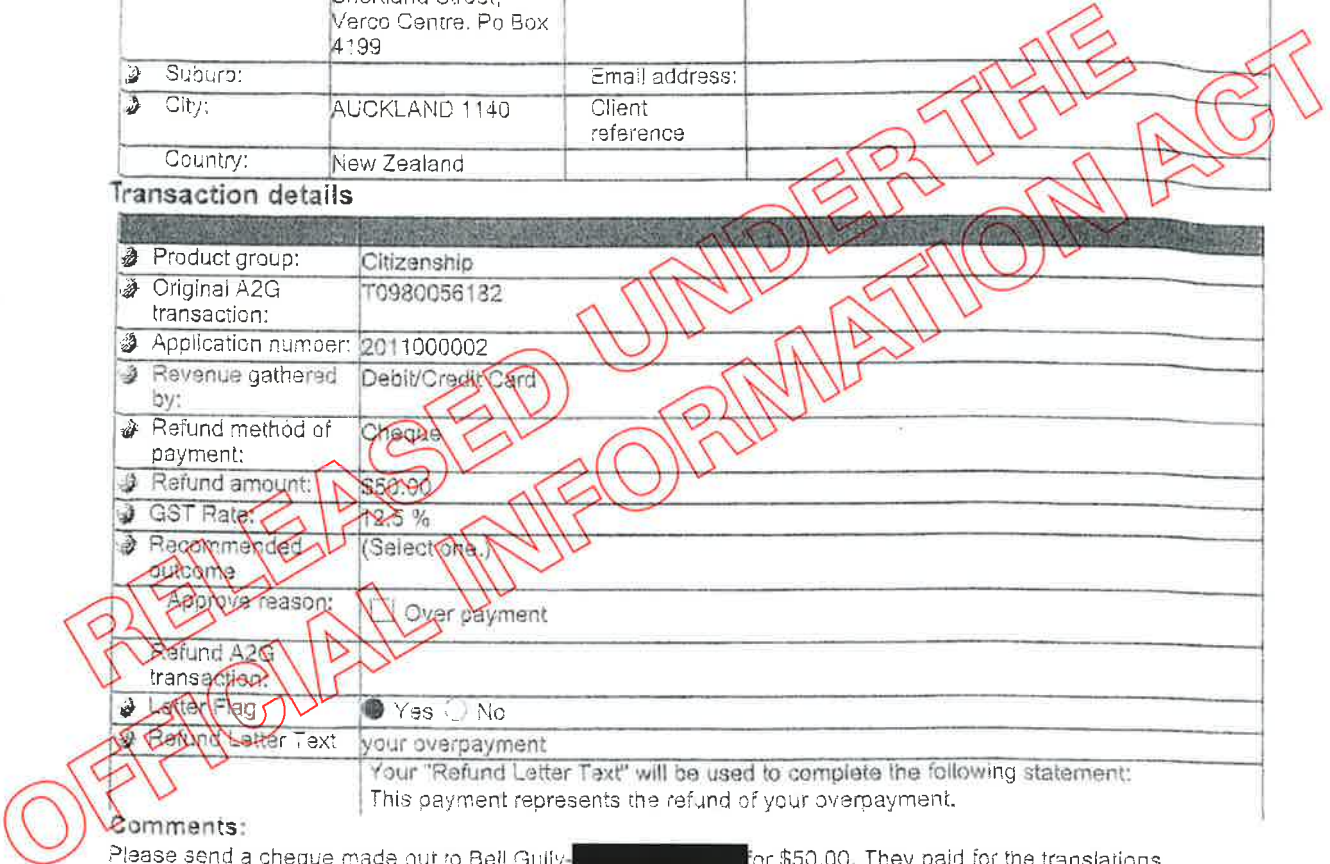 Verco Centre. Po Box
4199
Suburb:
Email address:
City: AUCKLAND 1140 Client
reference
Country: New Zealand
Transaction details
Product group: Citizenship
Original A2G T0980056182
transaction:
Application number: 2011000002
Revenue gathered Debit/Credit Card
by:
Refund method of Cheque
payment:
Refund amount: $50.00
GST Rate: 12.5 %
Recommended (Select one.)
outcome
Approve reason: Over payment
Refund A2G
transaction:
Letter Flag Yes No
Refund Letter Text your overpayment
Your "Refund Letter Text" will be used to complete the following statement:
This payment represents the refund of your overpayment.
Comments:
Please send a cheque made out to Bell Gully- for $50.00. They paid for the translations
RELEASED UNDER THE
OFFICIAL INFORMATION ACT